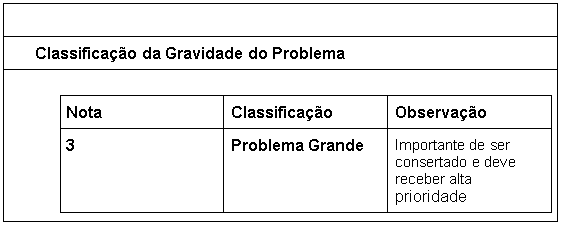 Classificação da Gravidade do Problema
Nota Classificação Observação
3 Problema Grande Importante de ser
consertado e deve
receber alta
prioridade